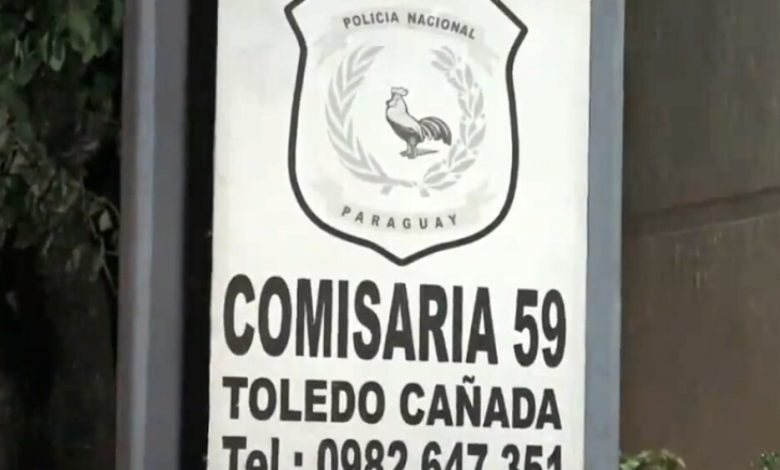 POLICIA NACIONAL
PARAGUAY
COMISARIA 59
TOLEDO CAÑADA
Tel.: 0982 647 351